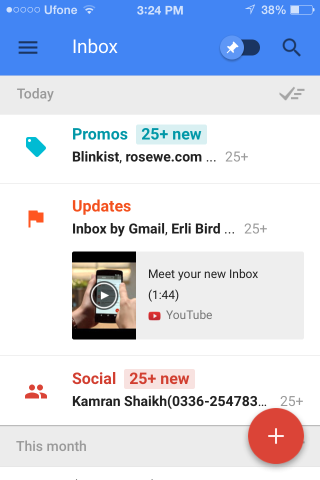 Ufone 3:24 PM 38%
Inbox
Today
Promos 25+ new
Blinkist, rosewe.com ... 25+
Updates
Inbox by Gmail, Erli Bird ... 25+
Meet your new Inbox
(1:44)
YouTube
Social 25+ new
Kamran Shaikh(0336-254783... 25+
This month